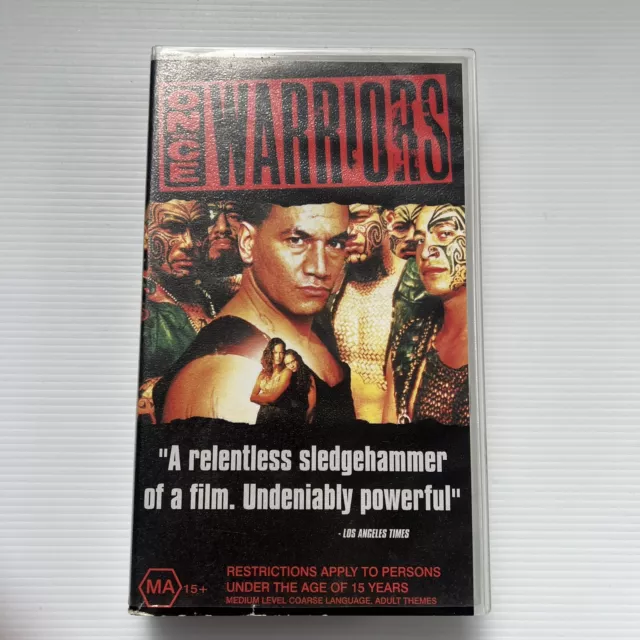 ONCE WARRIORS
"A relentless sledgehammer
of a film. Undeniably powerful"
- LOS ANGELES TIMES
MA 15+
RESTRICTIONS APPLY TO PERSONS
UNDER THE AGE OF 15 YEARS
MEDIUM LEVEL COARSE LANGUAGE, ADULT THEMES